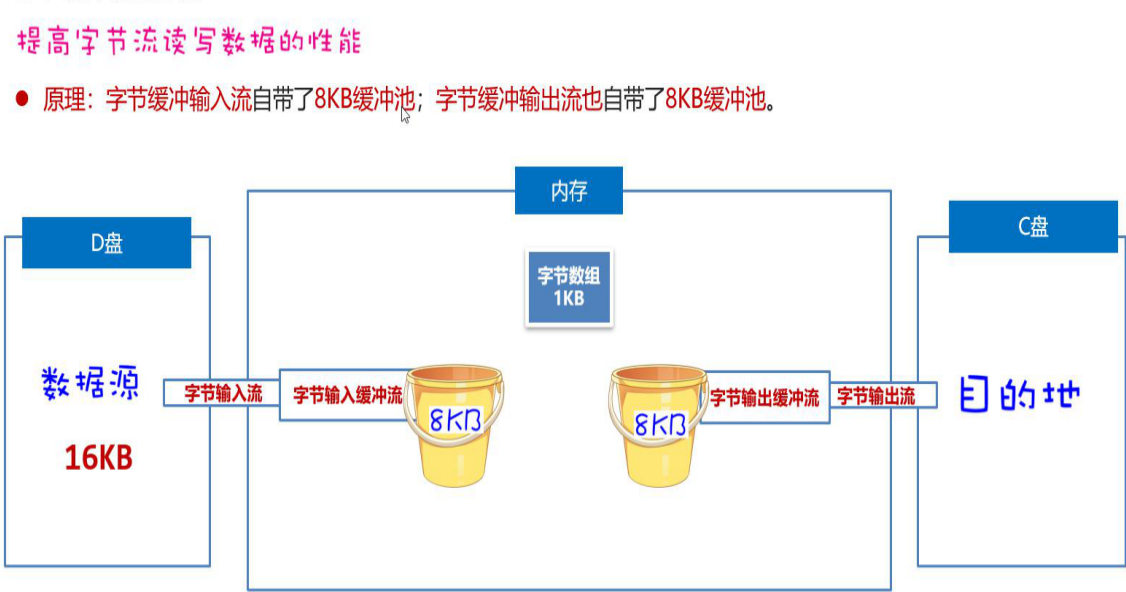 提高字节流读写数据的性能
● 原理：字节缓冲输入流自带了8KB缓冲池；字节缓冲输出流也自带了8KB缓冲池。
内存
D盘
C盘
字节数组
1KB
数据源
字节输入流
字节输入缓冲流
8KB
8KB
字节输出缓冲流
字节输出流
目的地
16KB